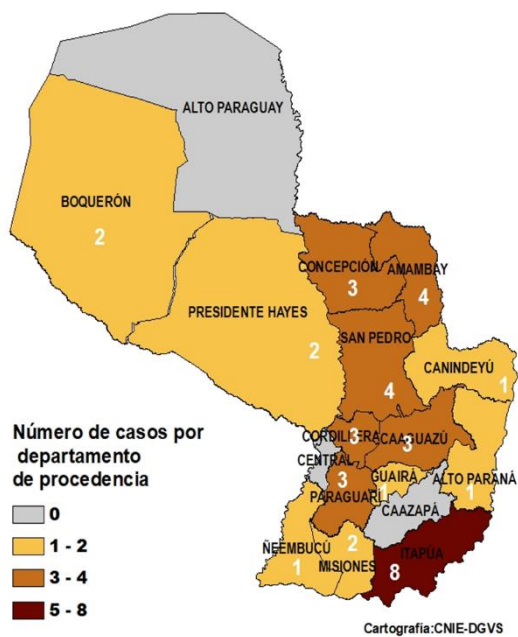 ALTO PARAGUAY
BOQUERÓN
2
CONCEPCIÓN
3
AMAMBAY
4
PRESIDENTE HAYES
2
SAN PEDRO
4
CANINDEYÚ
1
CORDILLERA
3
CAAGUAZÚ
3
CENTRAL
3
PARAGUARÍ
GUAIRÁ
1
ALTO PARANÁ
1
CAAZAPÁ
ÑEEMBUCÚ
1
2
MISIONES
ITAPÚA
8
Número de casos por
departamento
de procedencia
0
1 - 2
3 - 4
5 - 8
Cartografia:CNIE-DGVS